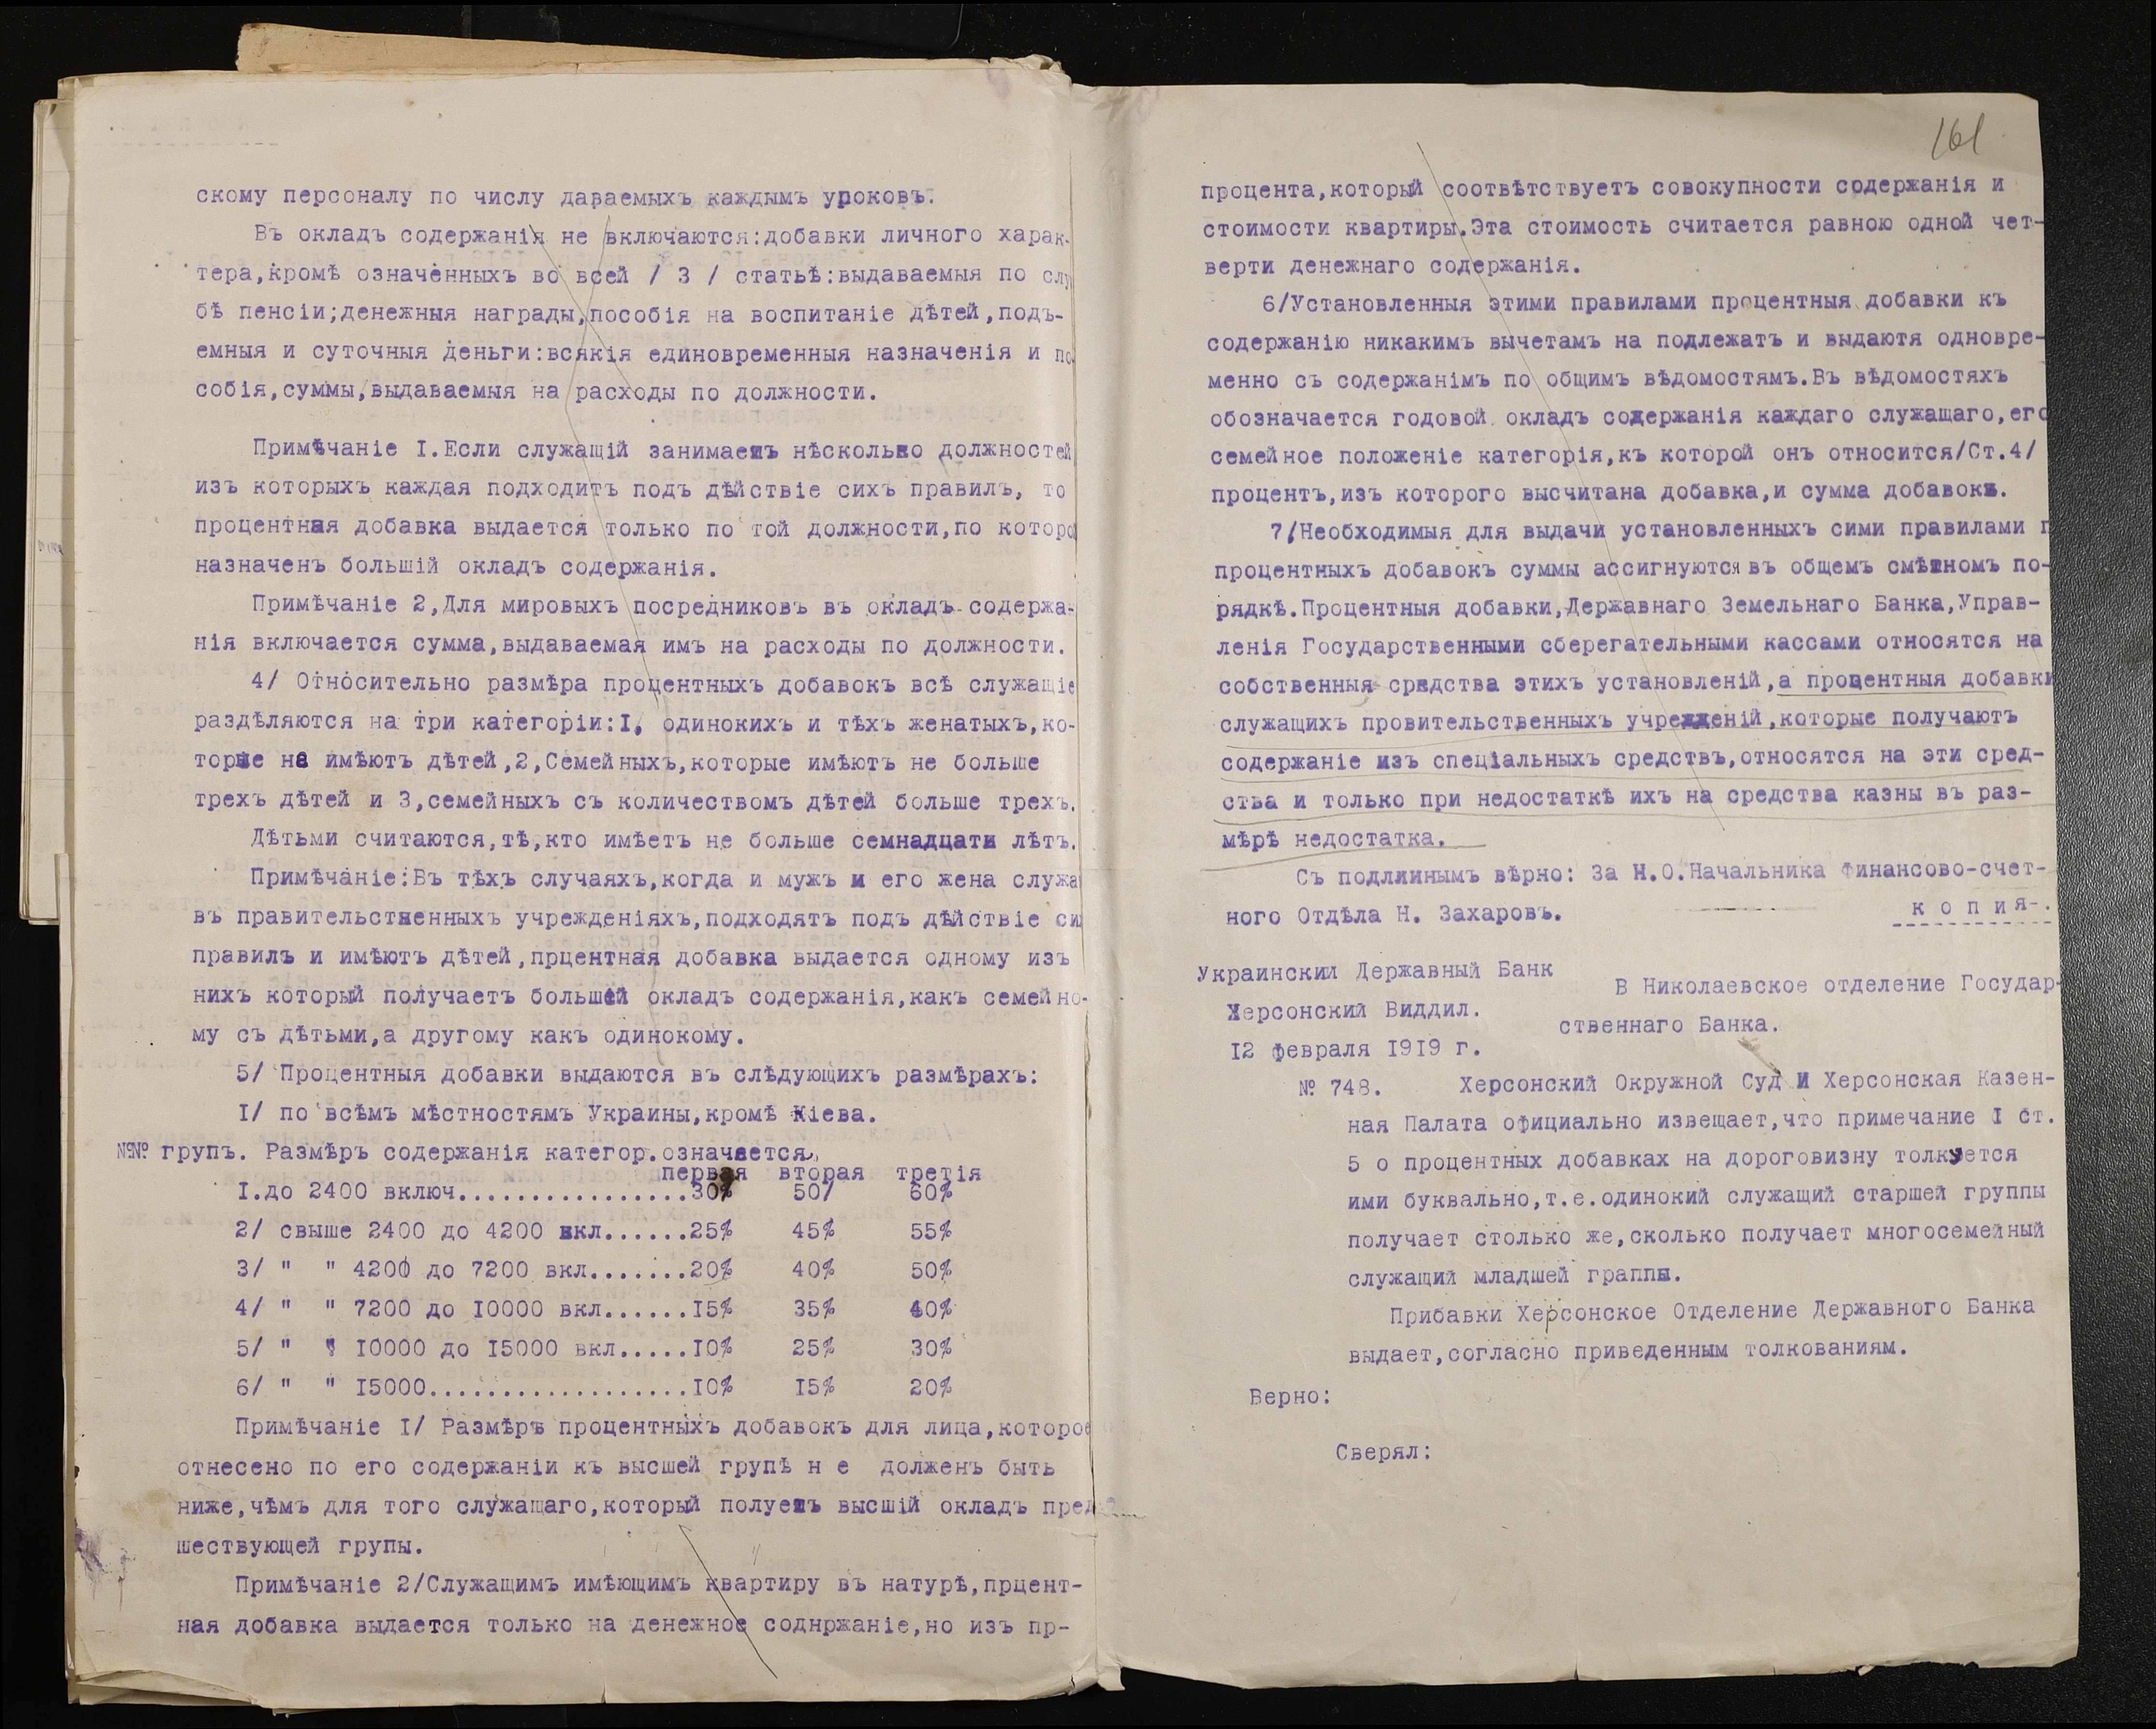 скому персоналу по числу даваемыхъ каждымъ уроковъ.
Въ окладъ содержанія не включаются:добавки личного харак-
тера,кромѣ означенныхъ во всей / 3 / статьѣ:выдаваемыя по слу
бѣ пенсіи;денежныя награды,пособія на воспитаніе дѣтей,подъ-
емныя и суточныя деньги:всякія единовременныя назначенія и по
собія,суммы,выдаваемыя на расходы по должности.
Примѣчаніе I.Если служащій занимаетъ нѣсколько должностей
изъ которыхъ каждая подходитъ подъ дѣйствіе сихъ правилъ, то
процентная добавка выдается только по той должности,по которо
назначенъ большій окладъ содержанія.
Примѣчаніе 2,Для мировыхъ посредниковъ въ окладъ содержа-
нія включается сумма,выдаваемая имъ на расходы по должности.
4/ Относительно размѣра процентныхъ добавокъ всѣ служащіе
раздѣляются на три категоріи:I, одинокихъ и тѣхъ женатыхъ,ко-
торые не имѣютъ дѣтей,2,Семейныхъ,которые имѣютъ не больше
трехъ дѣтей и 3,семейныхъ съ количествомъ дѣтей больше трехъ.
Дѣтьми считаются,тѣ,кто имѣетъ не больше семнадцати лѣтъ.
Примѣчаніе:Въ тѣхъ случаяхъ,когда и мужъ и его жена служа
въ правительственныхъ учрежденіяхъ,подходятъ подъ дѣйствіе си
правилъ и имѣютъ дѣтей,прцентная добавка выдается одному изъ
нихъ который получаетъ большій окладъ содержанія,какъ семейно-
му съ дѣтьми,а другому какъ одинокому.
5/ Процентныя добавки выдаются въ слѣдующихъ размѣрахъ:
I/ по всѣмъ мѣстностямъ Украины,кромѣ Кіева.
№№ групъ. Размѣръ содержанія категор.означается
первая вторая третія
I.до 2400 включ................30% 50/ 60%
2/ свыше 2400 до 4200 вкл......25% 45% 55%
3/ " " 4200 до 7200 вкл.......20% 40% 50%
4/ " " 7200 до I0000 вкл......I5% 35% 40%
5/ " " I0000 до I5000 вкл.....I0% 25% 30%
6/ " " I5000..................I0% I5% 20%
Примѣчаніе I/ Размѣръ процентныхъ добавокъ для лица,которое
отнесено по его содержаніи къ высшей групѣ н е должень быть
ниже,чѣмъ для того служащаго,который полуетъ высшій окладъ пред
шествующей групы.
Примѣчаніе 2/Служащимъ имѣющимъ квартиру въ натурѣ,прцент-
ная добавка выдается только на денежное соднржаніе,но изъ пр-
161
процента,который соотвѣтствуетъ совокупности содержанія и
стоимости квартиры.Эта стоимость считается равною одной чет-
верти денежнаго содержанія.
6/Установленныя этими правилами процентныя добавки къ
содержанію никакимъ вычетамъ на подлежатъ и выдаютя одновре-
менно съ содержанімъ по общимъ вѣдомостямъ.Въ вѣдомостяхъ
обозначается годовой окладъ содержанія каждаго служащаго,его
семейное положеніе категорія,къ которой онъ относится/Ст.4/
процентъ,изъ которого высчитана добавка,и сумма добавокъ.
7/Необходимыя для выдачи установленныхъ сими правилами п
процентныхъ добавокъ суммы ассигнуются въ общемъ смѣтномъ по-
рядкѣ.Процентныя добавки,Державнаго Земельнаго Банка,Управ-
ленія Государственными сберегательными кассами относятся на
собственныя срндства этихъ установленій,а процентныя добавки
служащихъ провительственныхъ учрежденій,которые получаютъ
содержаніе изъ спеціальныхъ средствъ,относятся на эти сред-
ства и только при недостаткѣ ихъ на средства казны въ раз-
мѣрѣ недостатка.
Съ подлиннымъ вѣрно: За Н.О.Начальника Финансово-счет-
ного Отдѣла Н. Захаровъ.
К О П И Я-.
Украинский Державный Банк
Херсонский Виддил.
12 февраля I9I9 г.
№ 748.
В Николаевское отделение Государ-
ственнаго Банка.
Херсонский Окружной Суд И Херсонская Казен-
ная Палата официально извещает,что примечание I ст.
5 о процентных добавках на дороговизну толкуется
ими буквально,т.е.одинокий служащий старшей группы
получает столько же,сколько получает многосемейный
служащий младшей граппы.
Прибавки Херсонское Отделение Державного Банка
выдает,согласно приведенным толкованиям.
Верно:
Сверял: